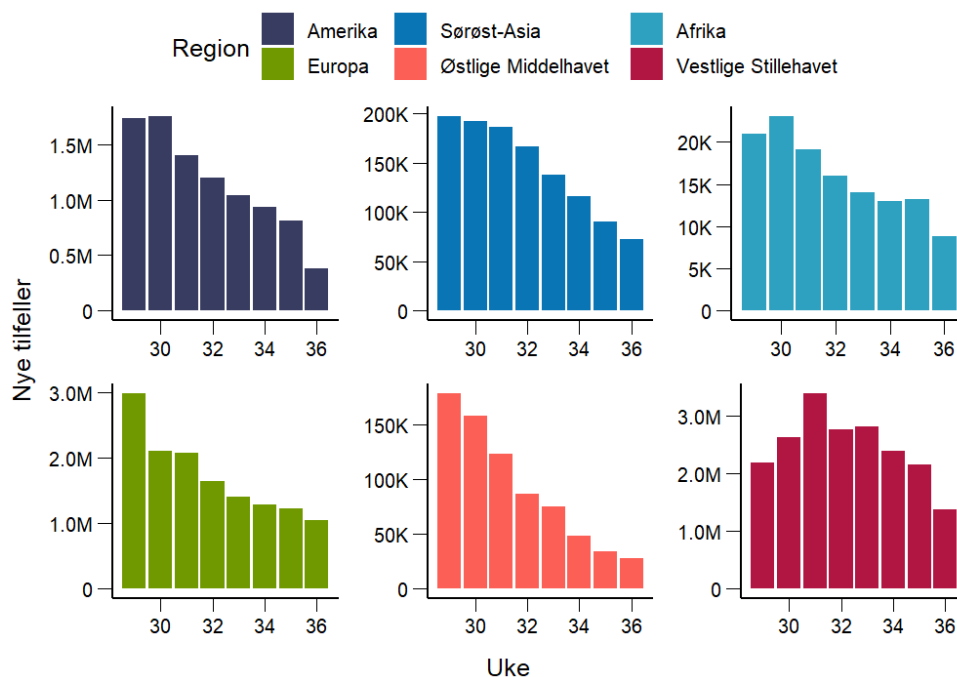 Region
Amerika
Sørøst-Asia
Afrika
Europa
Østlige Middelhavet
Vestlige Stillehavet
Nye tilfeller
1.5M
1.0M
0.5M
0
30 32 34 36
200K
150K
100K
50K
0
30 32 34 36
20K
15K
10K
5K
0
30 32 34 36
3.0M
2.0M
1.0M
0
30 32 34 36
150K
100K
50K
0
30 32 34 36
3.0M
2.0M
1.0M
0
30 32 34 36
Uke